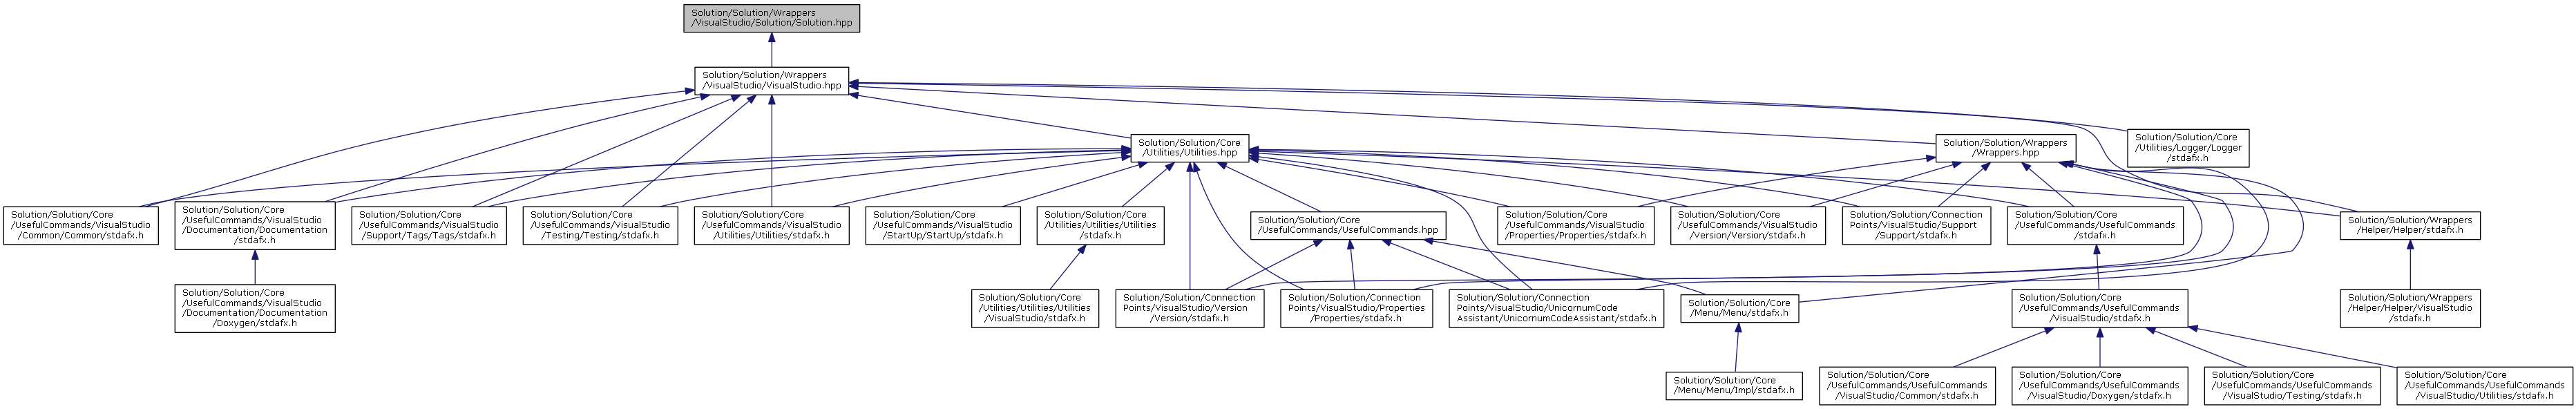 Solution/Solution/Wrappers
/VisualStudio/Solution/Solution.hpp
Solution/Solution/Wrappers
/VisualStudio/VisualStudio.hpp
Solution/Solution/Core
/Utilities/Utilities.hpp
Solution/Solution/Wrappers
/Wrappers.hpp
Solution/Solution/Core
/Utilities/Logger/Logger
/stdafx.h
Solution/Solution/Core
/UsefulCommands/VisualStudio
/Common/Common/stdafx.h
Solution/Solution/Core
/UsefulCommands/VisualStudio
/Documentation/Documentation
/stdafx.h
Solution/Solution/Core
/UsefulCommands/VisualStudio
/Support/Tags/Tags/stdafx.h
Solution/Solution/Core
/UsefulCommands/VisualStudio
/Testing/Testing/stdafx.h
Solution/Solution/Core
/UsefulCommands/VisualStudio
/Utilities/Utilities/stdafx.h
Solution/Solution/Core
/UsefulCommands/VisualStudio
/StartUp/StartUp/stdafx.h
Solution/Solution/Core
/Utilities/Utilities/Utilities
/stdafx.h
Solution/Solution/Core
/UsefulCommands/UsefulCommands.hpp
Solution/Solution/Core
/UsefulCommands/VisualStudio
/Properties/Properties/stdafx.h
Solution/Solution/Core
/UsefulCommands/VisualStudio
/Version/Version/stdafx.h
Solution/Solution/Connection
Points/VisualStudio/Support
/Support/stdafx.h
Solution/Solution/Core
/UsefulCommands/UsefulCommands
/stdafx.h
Solution/Solution/Wrappers
/Helper/Helper/stdafx.h
Solution/Solution/Core
/UsefulCommands/VisualStudio
/Documentation/Documentation
/Doxygen/stdafx.h
Solution/Solution/Core
/Utilities/Utilities/Utilities
/VisualStudio/stdafx.h
Solution/Solution/Connection
Points/VisualStudio/Version
/Version/stdafx.h
Solution/Solution/Connection
Points/VisualStudio/Properties
/Properties/stdafx.h
Solution/Solution/Connection
Points/VisualStudio/UnicornumCode
Assistant/UnicornumCodeAssistant/stdafx.h
Solution/Solution/Core
/Menu/Menu/stdafx.h
Solution/Solution/Core
/UsefulCommands/UsefulCommands
/VisualStudio/stdafx.h
Solution/Solution/Wrappers
/Helper/Helper/VisualStudio
/stdafx.h
Solution/Solution/Core
/Menu/Menu/Impl/stdafx.h
Solution/Solution/Core
/UsefulCommands/UsefulCommands
/VisualStudio/Common/stdafx.h
Solution/Solution/Core
/UsefulCommands/UsefulCommands
/VisualStudio/Doxygen/stdafx.h
Solution/Solution/Core
/UsefulCommands/UsefulCommands
/VisualStudio/Testing/stdafx.h
Solution/Solution/Core
/UsefulCommands/UsefulCommands
/VisualStudio/Utilities/stdafx.h